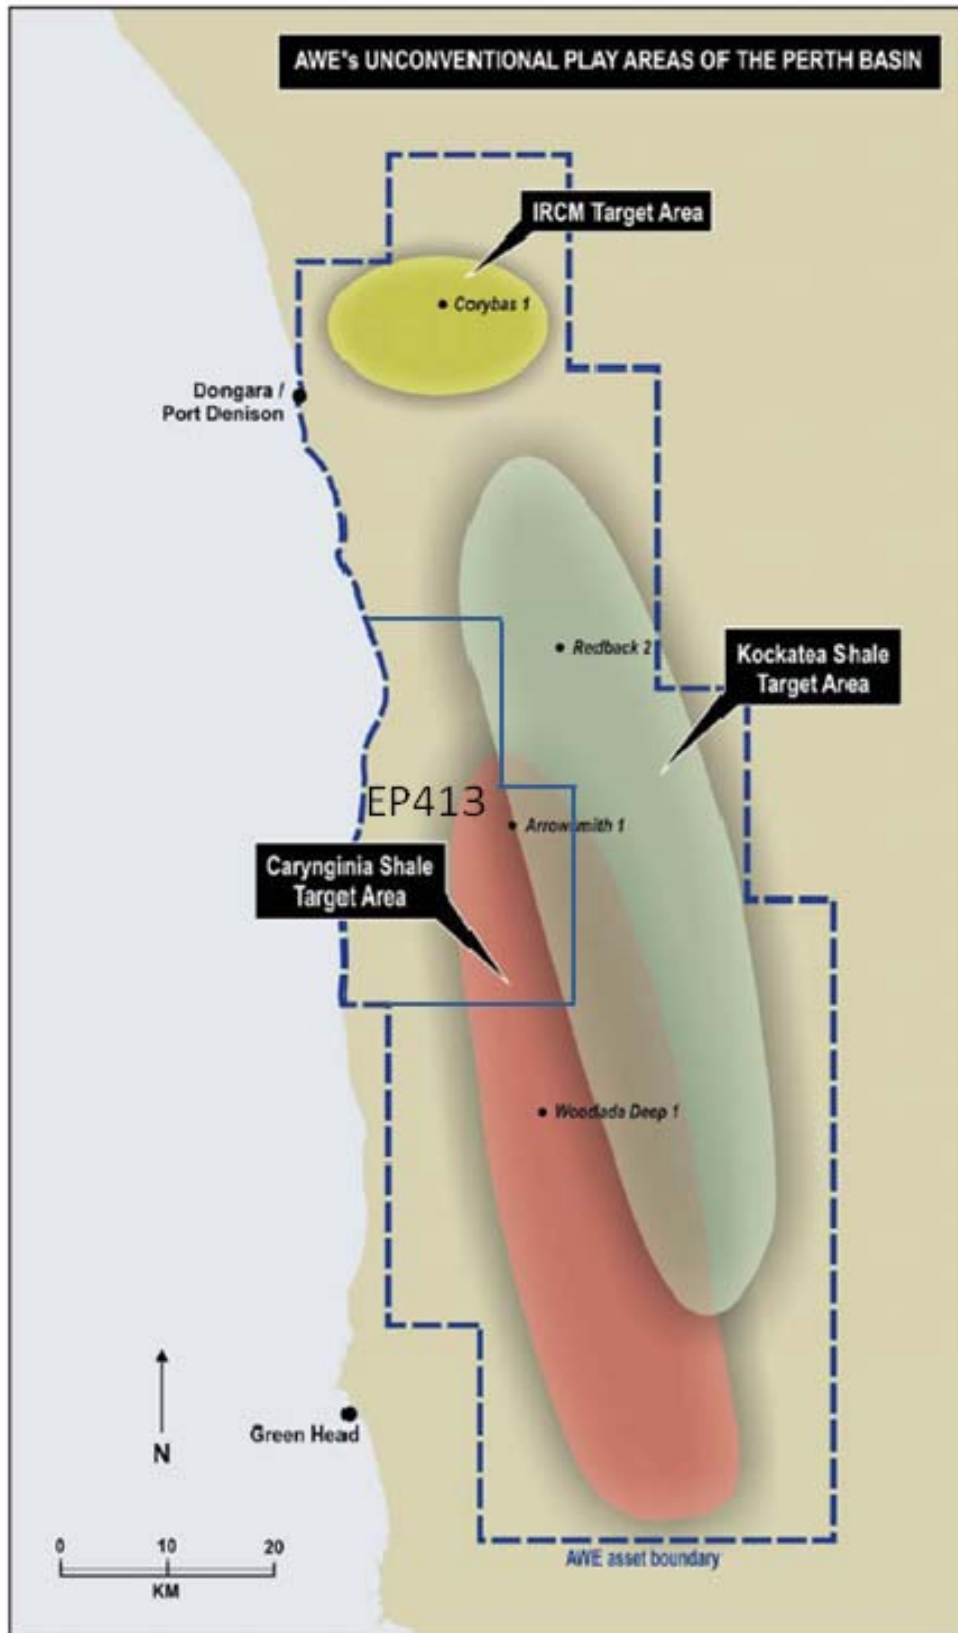 AWE"s UNCONVENTIONAL PLAY AREAS OF THE PERTH BASIN
IRCM Target Area
Corybas 1
Dongara /
Port Denison
Redback 2
Kockatea Shale
Target Area
EP413
Arrowsmith 1
Carynginia Shale
Target Area
Woodada Deep 1
Green Head
N
0 10 20
KM
AWE asset boundary